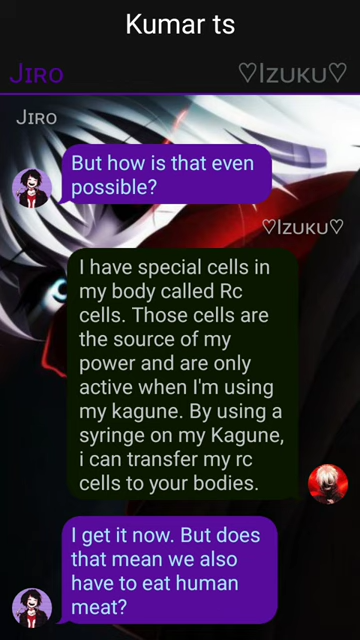 Kumar ts
Jiro ♡Izuku♡
Jiro
But how is that even
possible?
♡Izuku♡
I have special cells in
my body called Rc
cells. Those cells are
the source of my
power and are only
active when I'm using
my kagune. By using a
syringe on my Kagune,
i can transfer my rc
cells to your bodies.
I get it now. But does
that mean we also
have to eat human
meat?